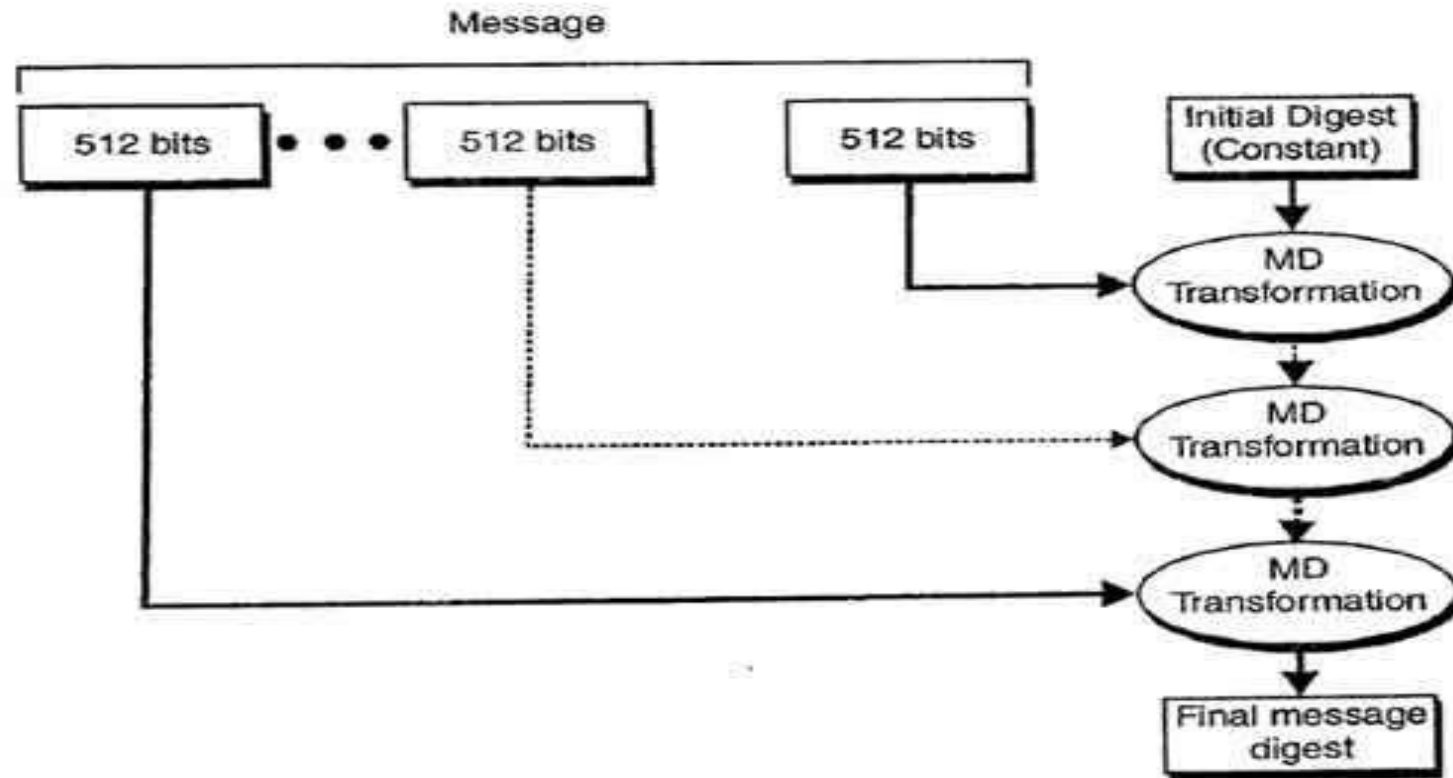 Message
512 bits
512 bits
512 bits
Initial Digest
(Constant)
MD
Transformation
MD
Transformation
MD
Transformation
Final message
digest